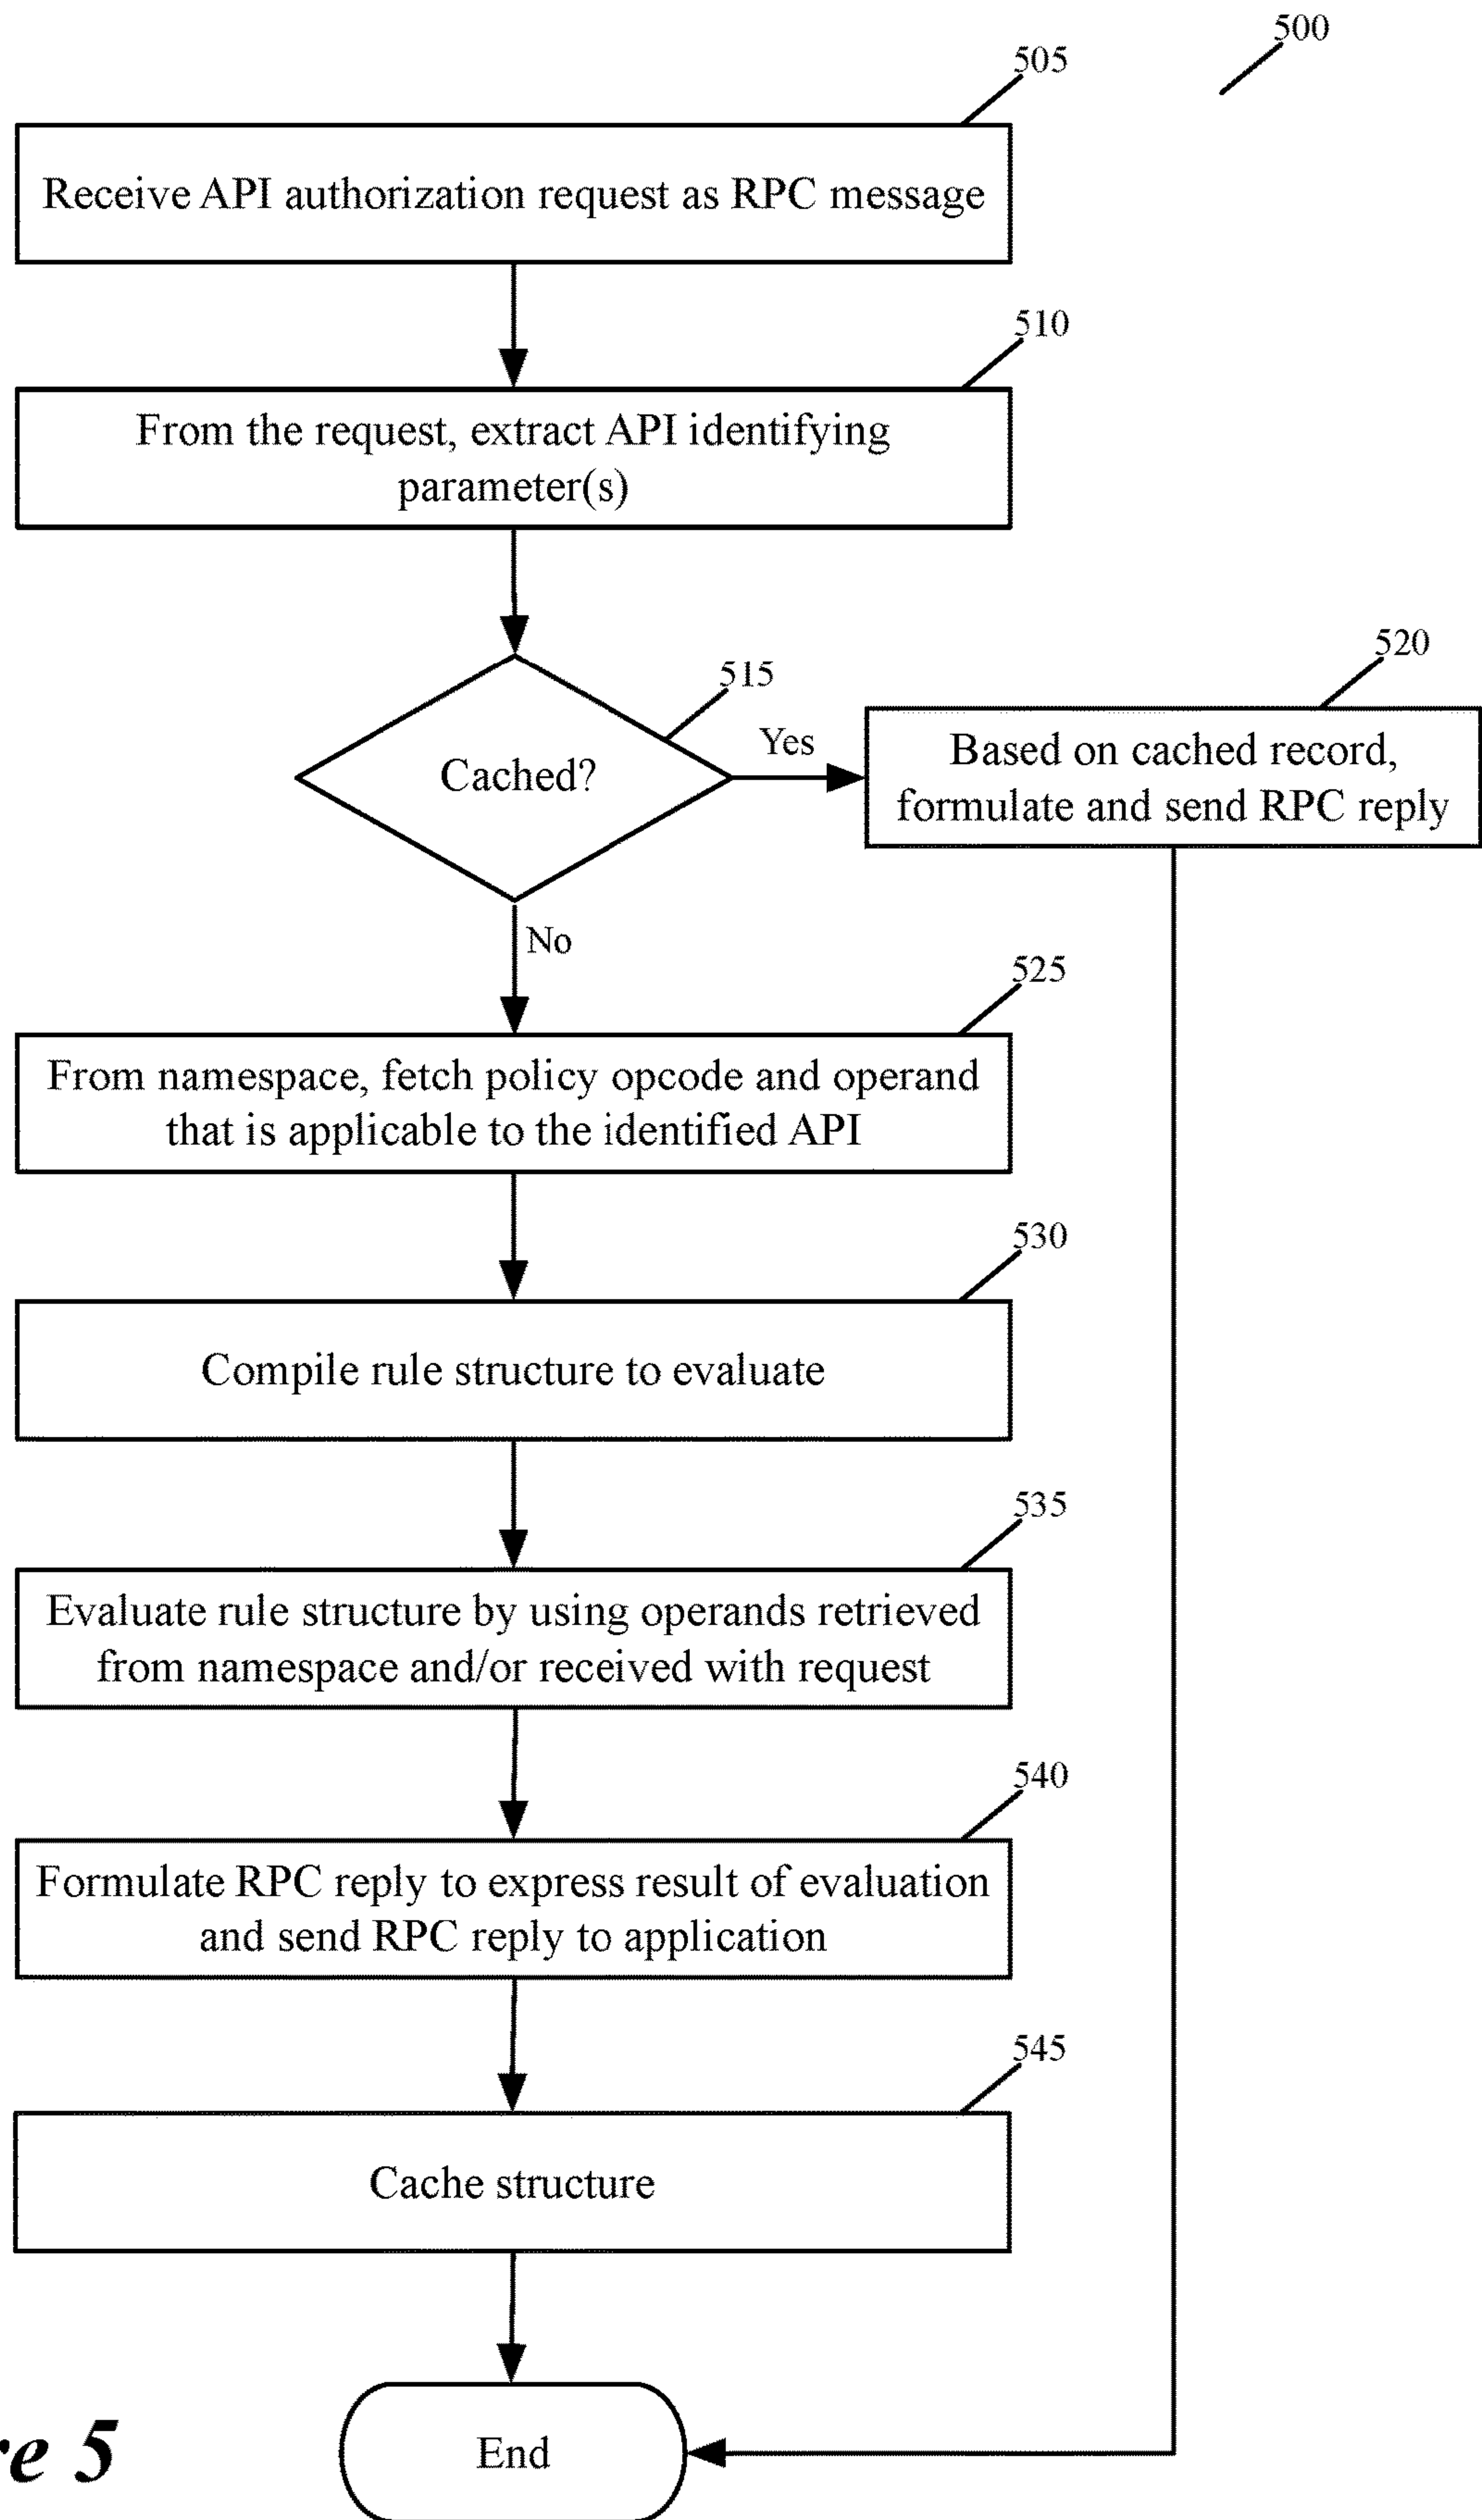 500
505
Receive API authorization request as RPC message
510
From the request, extract API identifying
parameter(s)
515
Cached?
Yes
520
Based on cached record,
formulate and send RPC reply
No
525
From namespace, fetch policy opcode and operand
that is applicable to the identified API
530
Compile rule structure to evaluate
535
Evaluate rule structure by using operands retrieved
from namespace and/or received with request
540
Formulate RPC reply to express result of evaluation
and send RPC reply to application
545
Cache structure
End
re 5